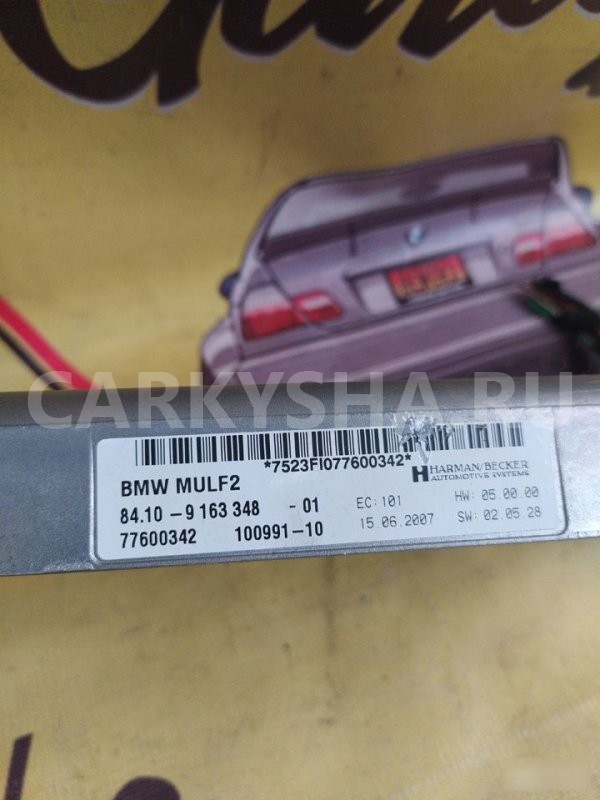 CARKYSHA.RU
*7523FI077600342*
HARMAN/BECKER
AUTOMOTIVE SYSTEMS
BMW MULF2
84.10 - 9 163 348 - 01
EC: 101
HW: 05.00.00
77600342 100991-10
15.06.2007
SW: 02.05.28